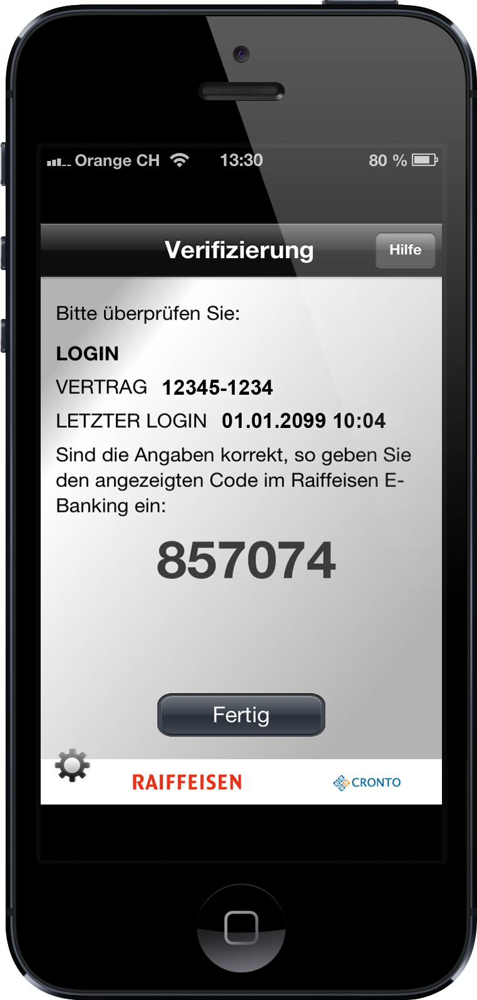 Orange CH 13:30 80 %
Verifizierung Hilfe
Bitte überprüfen Sie:
LOGIN
VERTRAG 12345-1234
LETZTER LOGIN 01.01.2099 10:04
Sind die Angaben korrekt, so geben Sie
den angezeigten Code im Raiffeisen E-
Banking ein:
857074
Fertig
RAIFFEISEN CRONTO